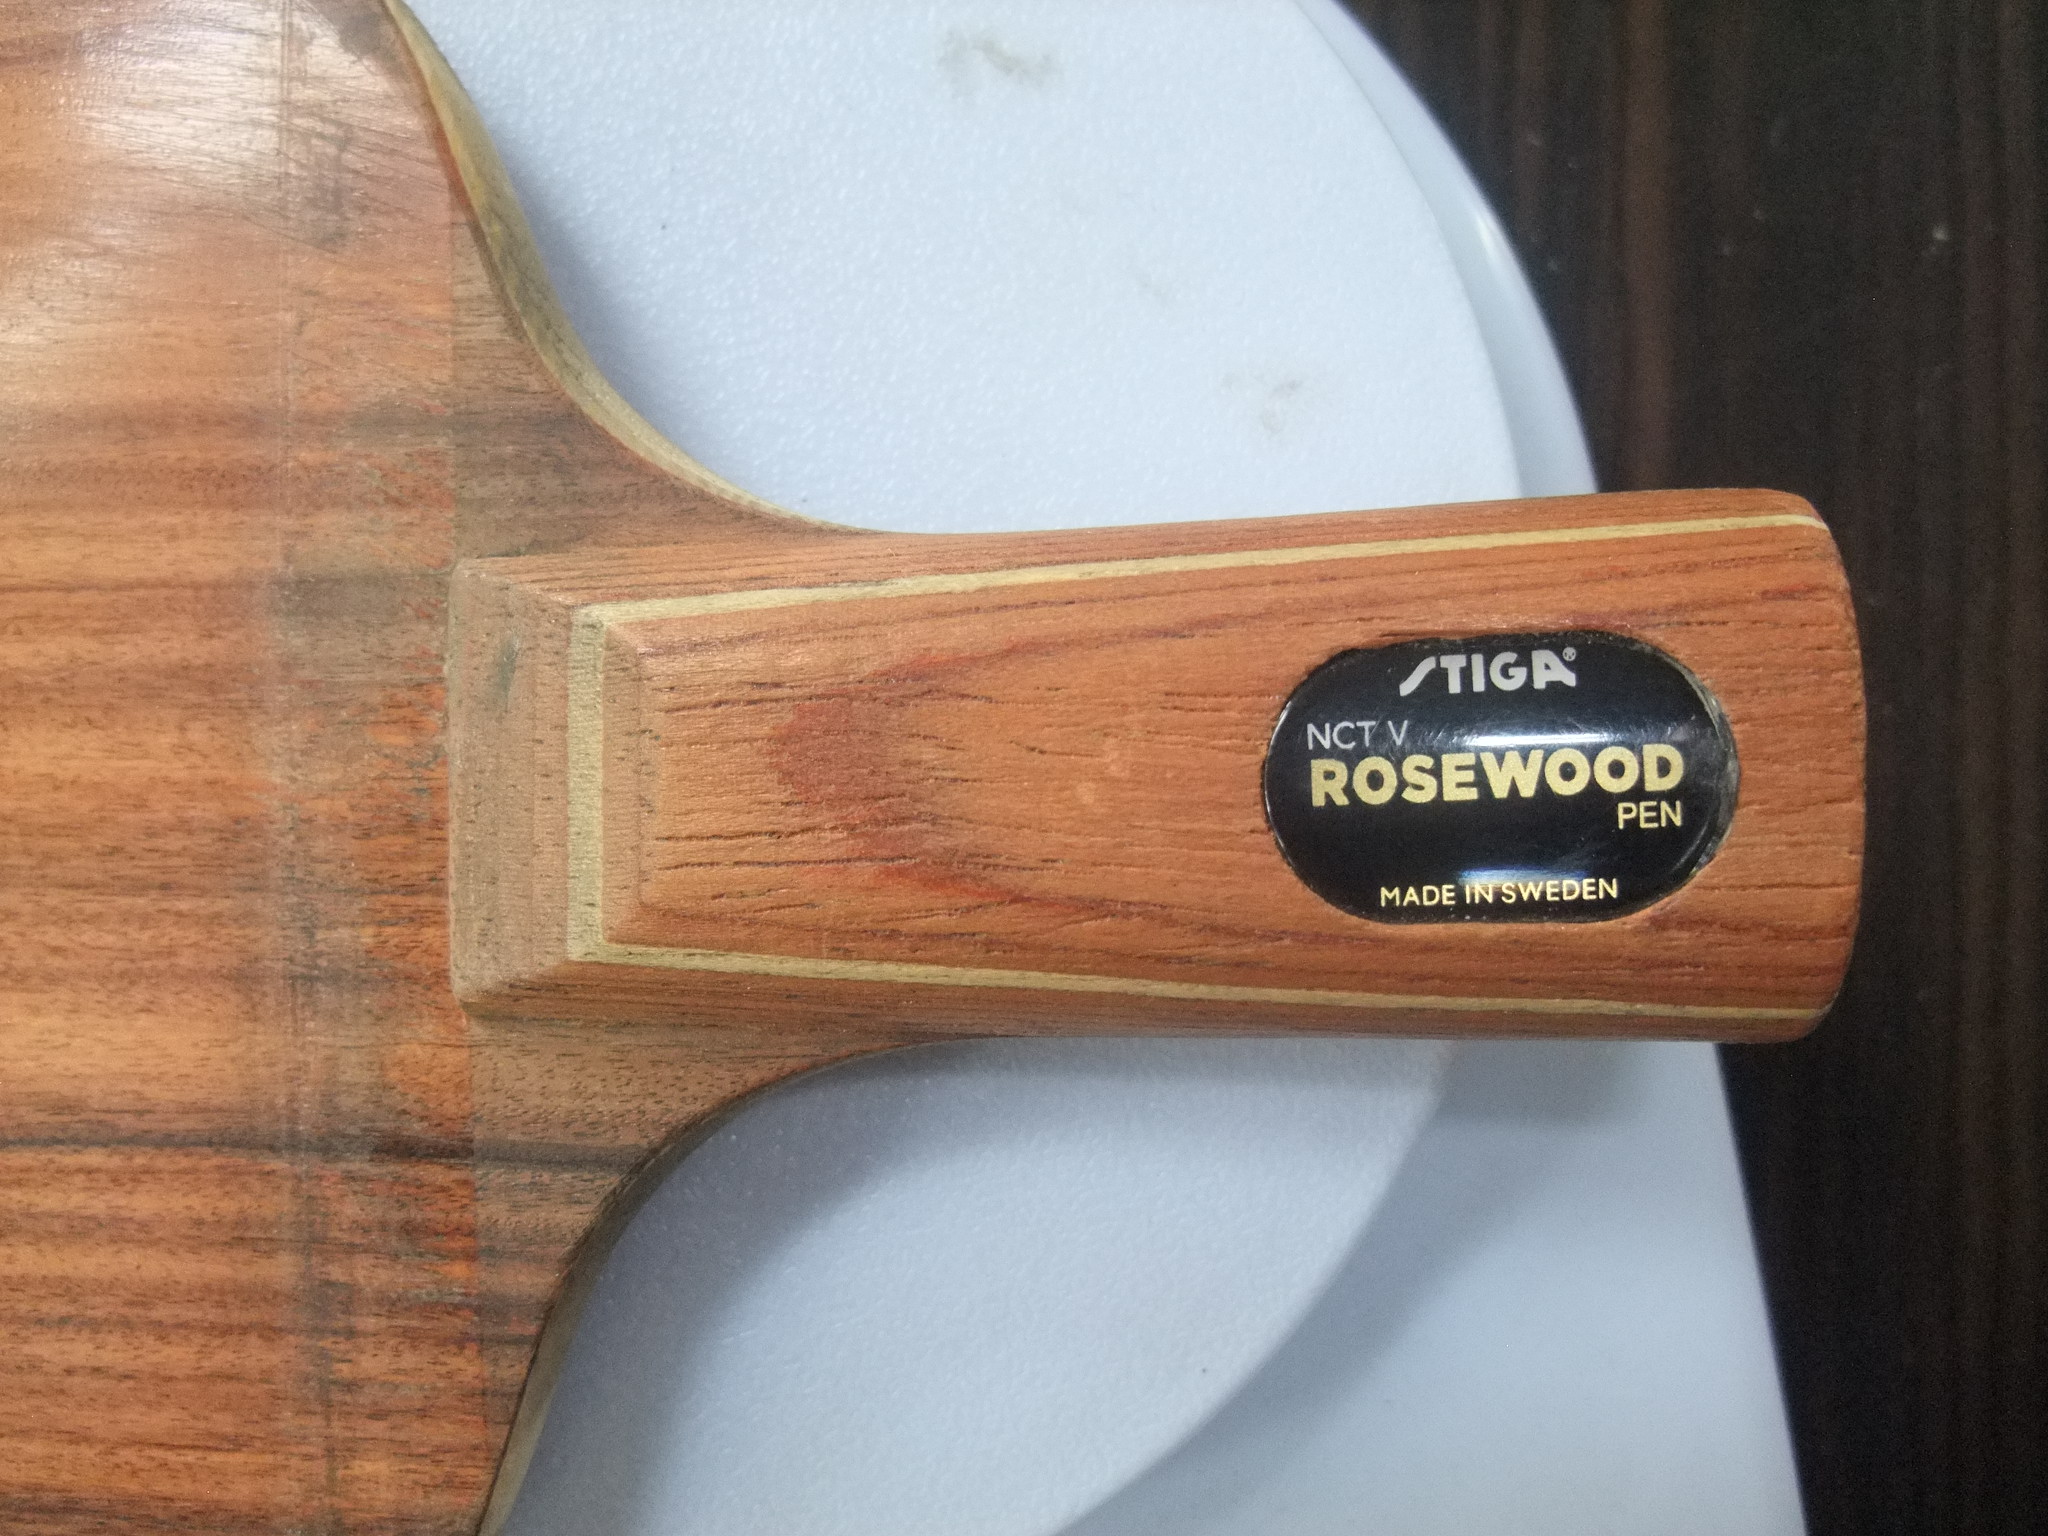 STIGA®
NCT V
ROSEWOOD
PEN
MADE IN SWEDEN